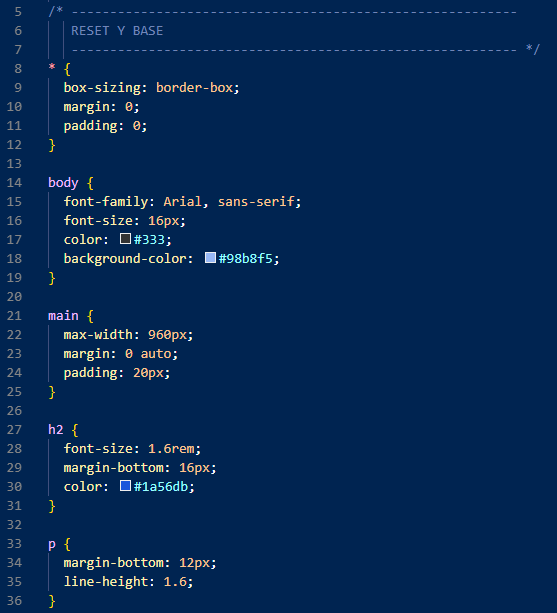 5 /* ----------------------------------------------------------
6 RESET Y BASE
7 ---------------------------------------------------------- */
8 * {
9 box-sizing: border-box;
10 margin: 0;
11 padding: 0;
12 }
13
14 body {
15 font-family: Arial, sans-serif;
16 font-size: 16px;
17 color: #333;
18 background-color: #98b8f5;
19 }
20
21 main {
22 max-width: 960px;
23 margin: 0 auto;
24 padding: 20px;
25 }
26
27 h2 {
28 font-size: 1.6rem;
29 margin-bottom: 16px;
30 color: #1a56db;
31 }
32
33 p {
34 margin-bottom: 12px;
35 line-height: 1.6;
36 }